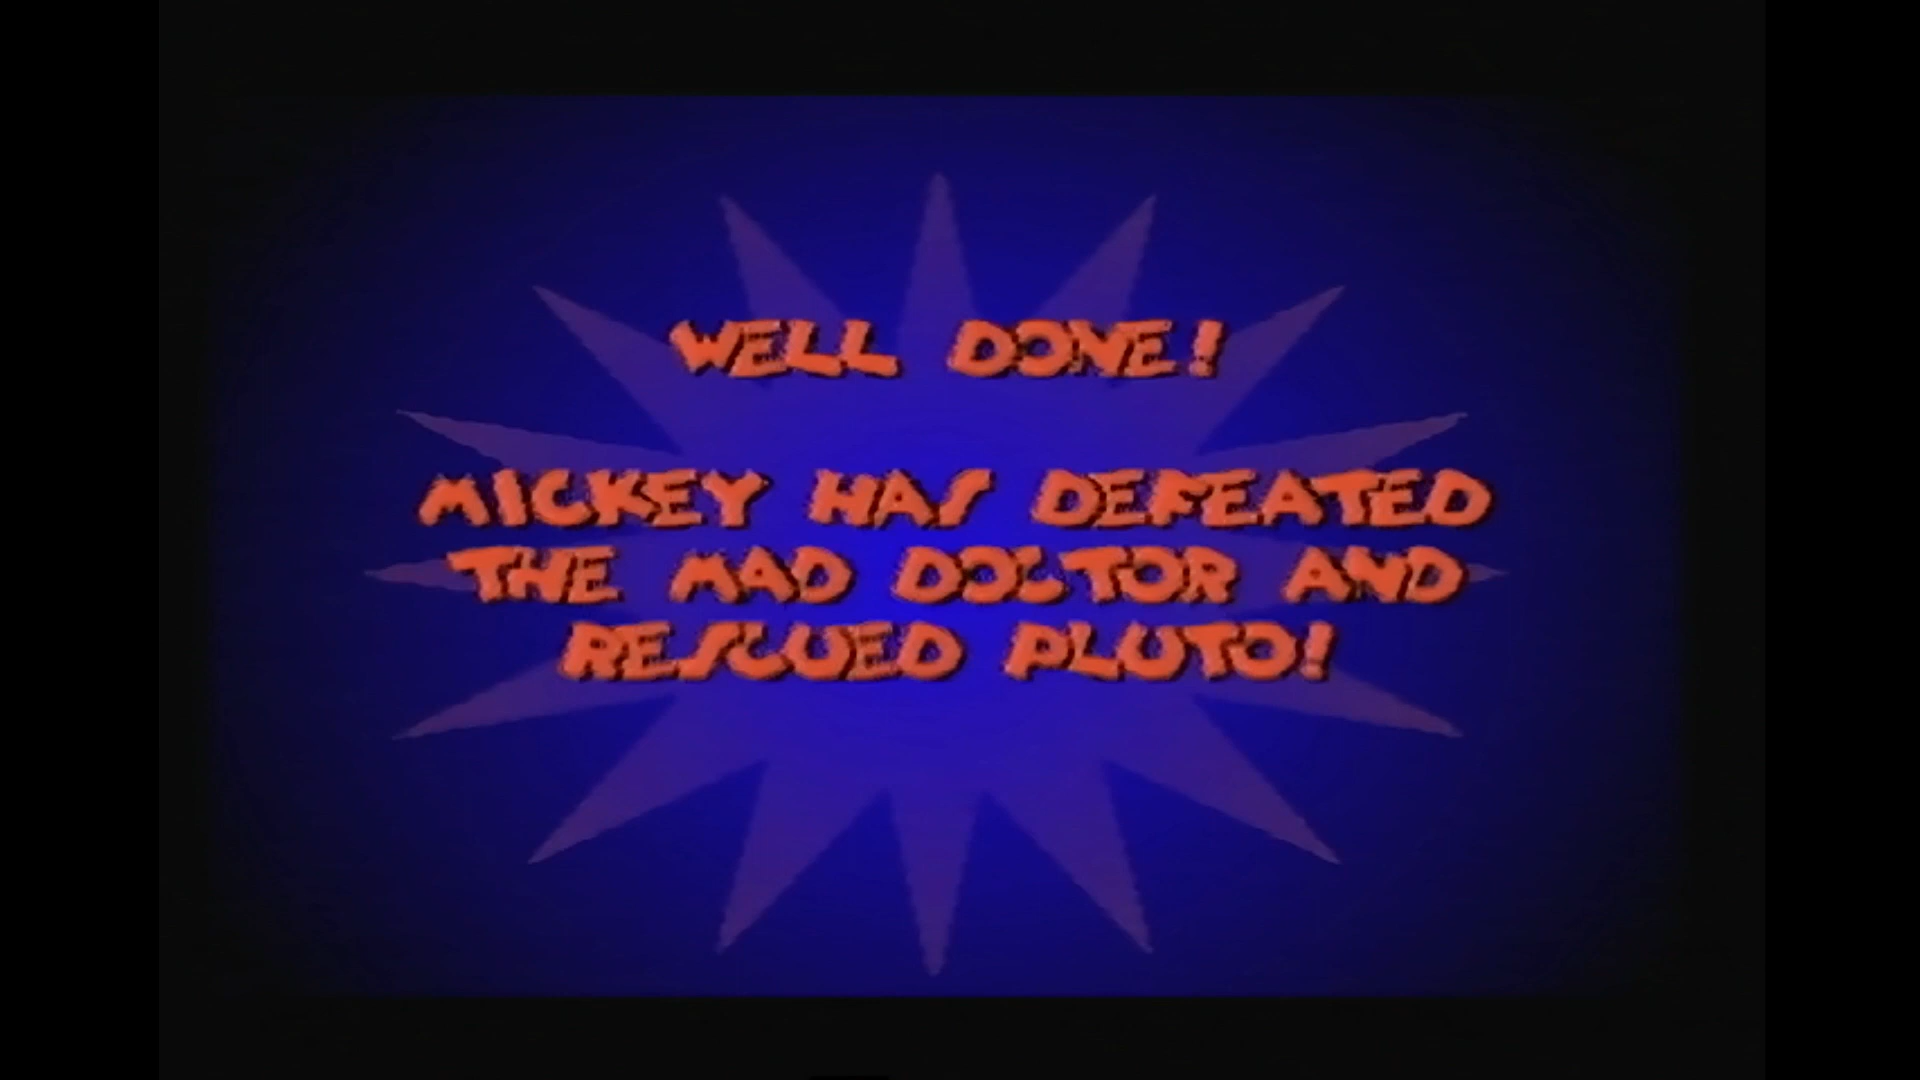 WELL DONE!
MICKEY HAS DEFEATED
THE MAD DOCTOR AND
RESCUED PLUTO!